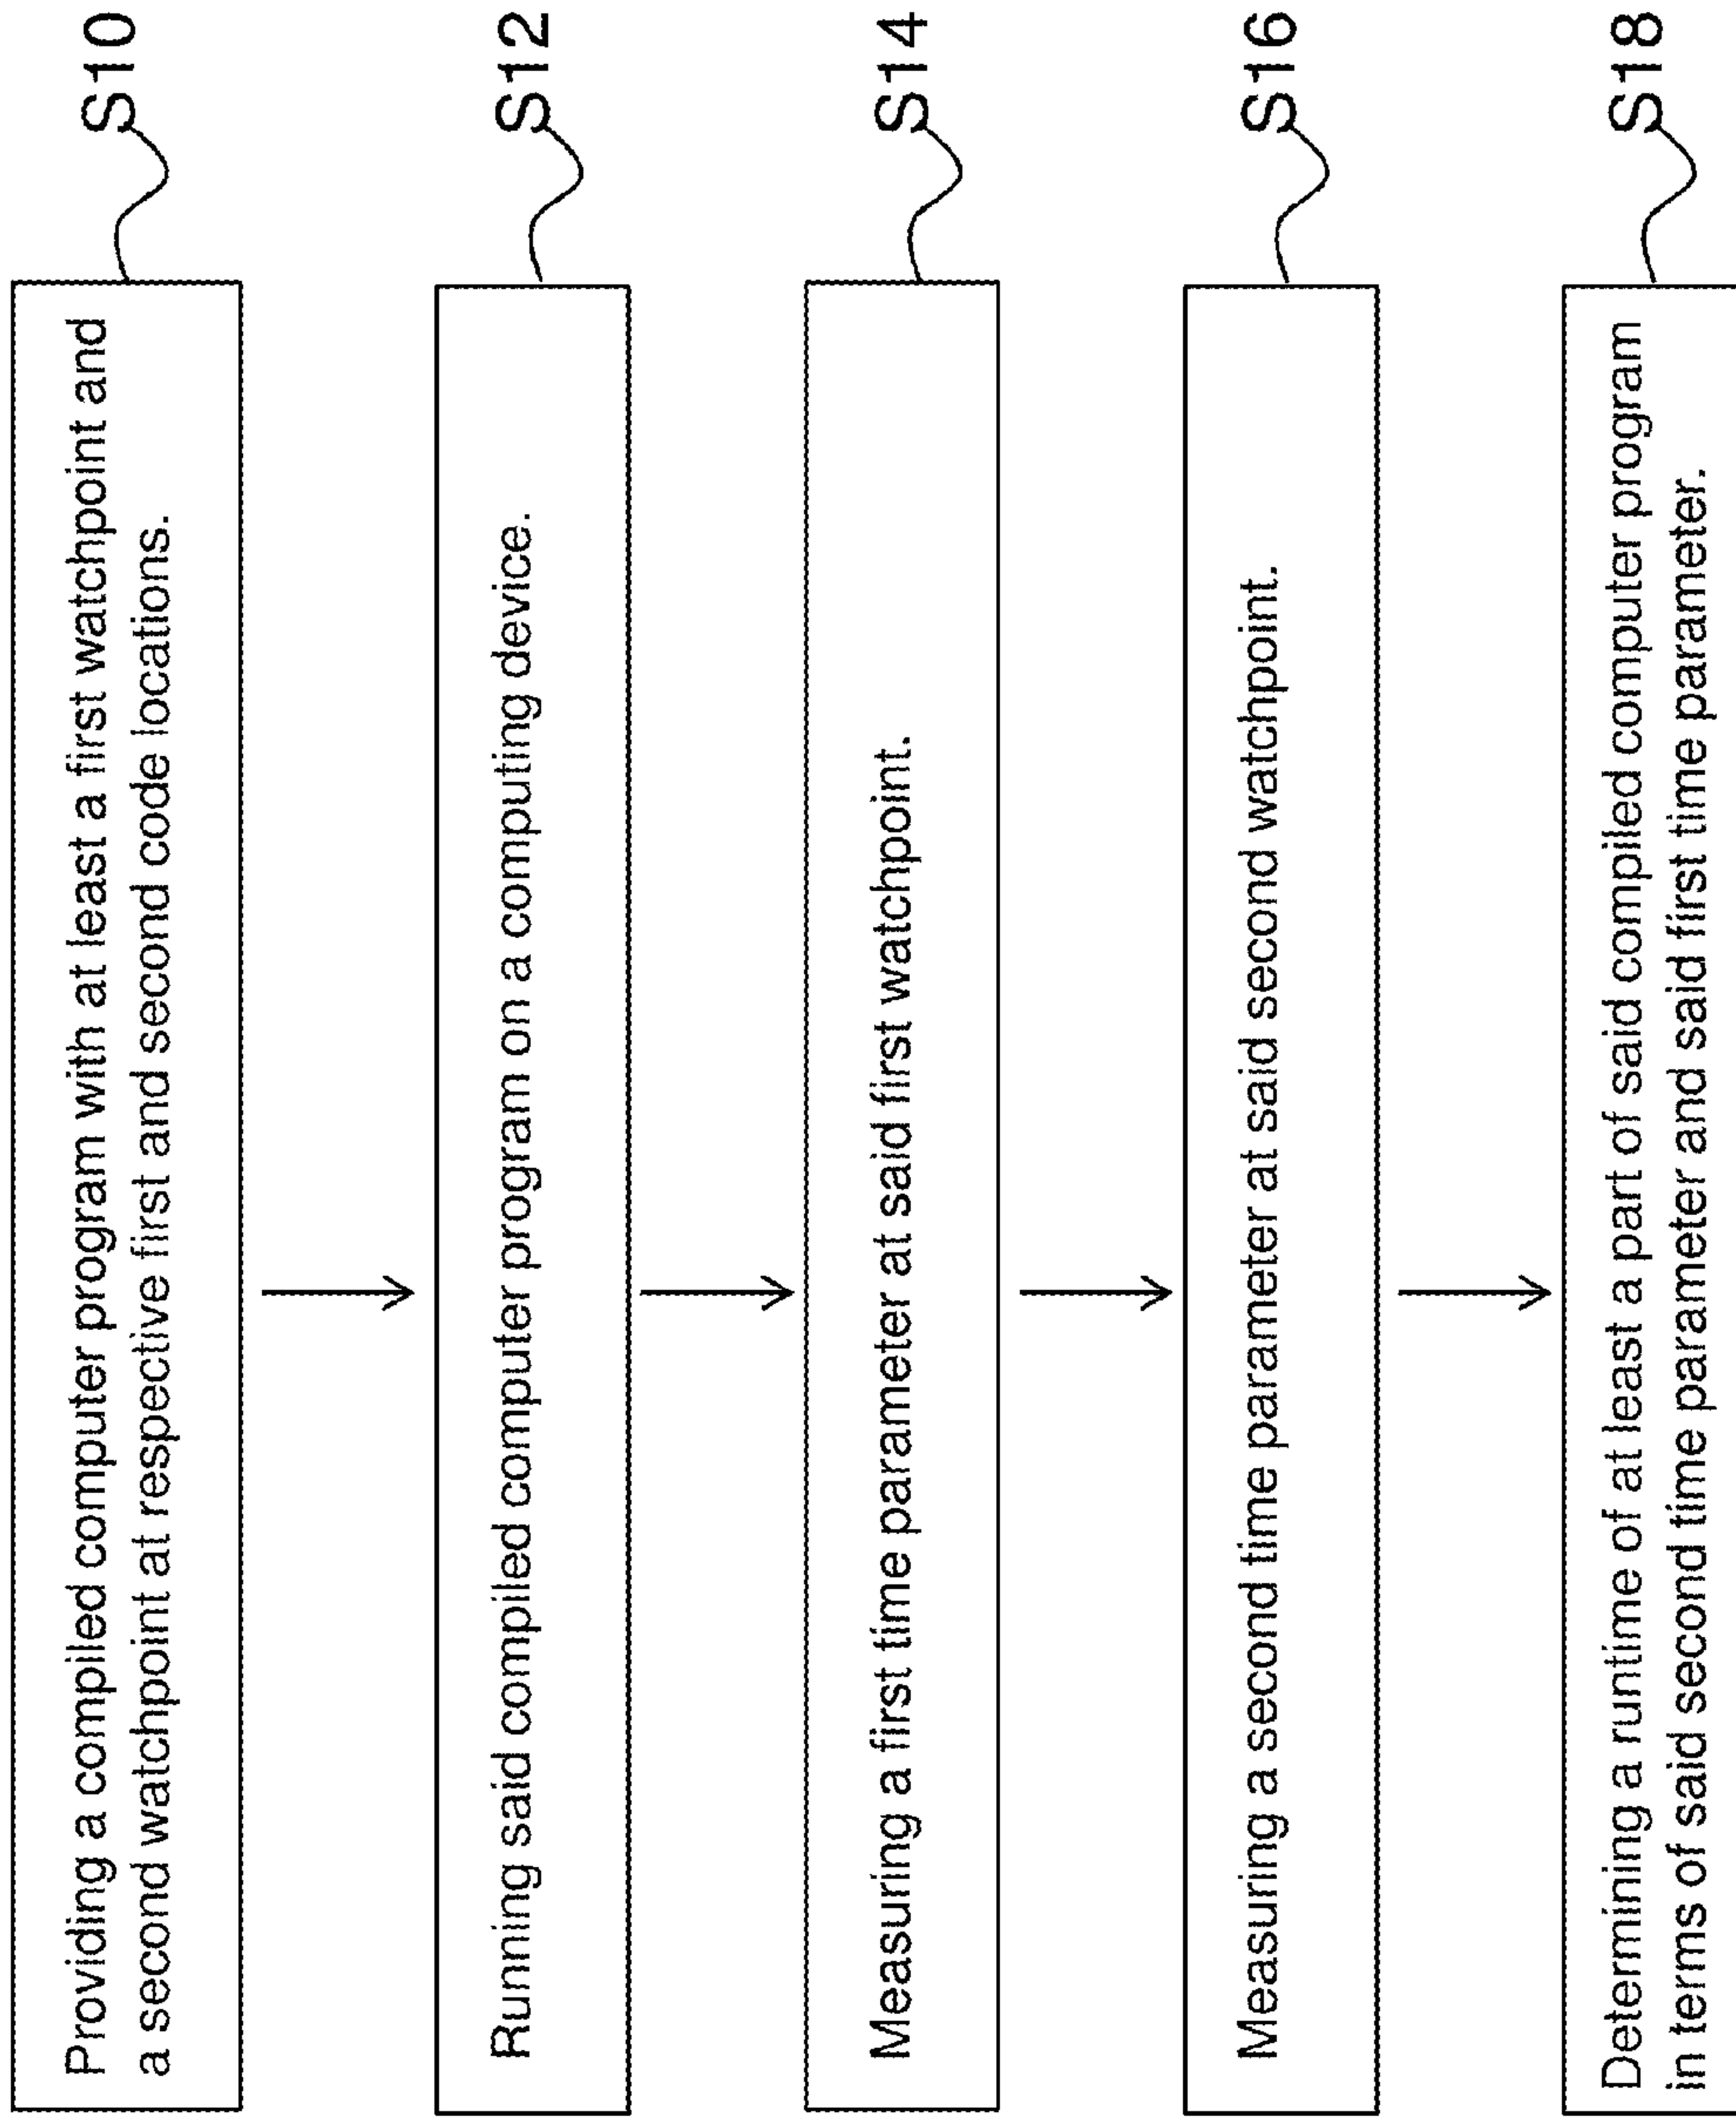 Providing a compiled computer program with at least a first watchpoint and
a second watchpoint at respective first and second code locations.
S10
Running said compiled computer program on a computing device.
S12
Measuring a first time parameter at said first watchpoint.
S14
Measuring a second time parameter at said second watchpoint.
S16
Determining a runtime of at least a part of said compiled computer program
in terms of said second time parameter and said first time parameter.
S18